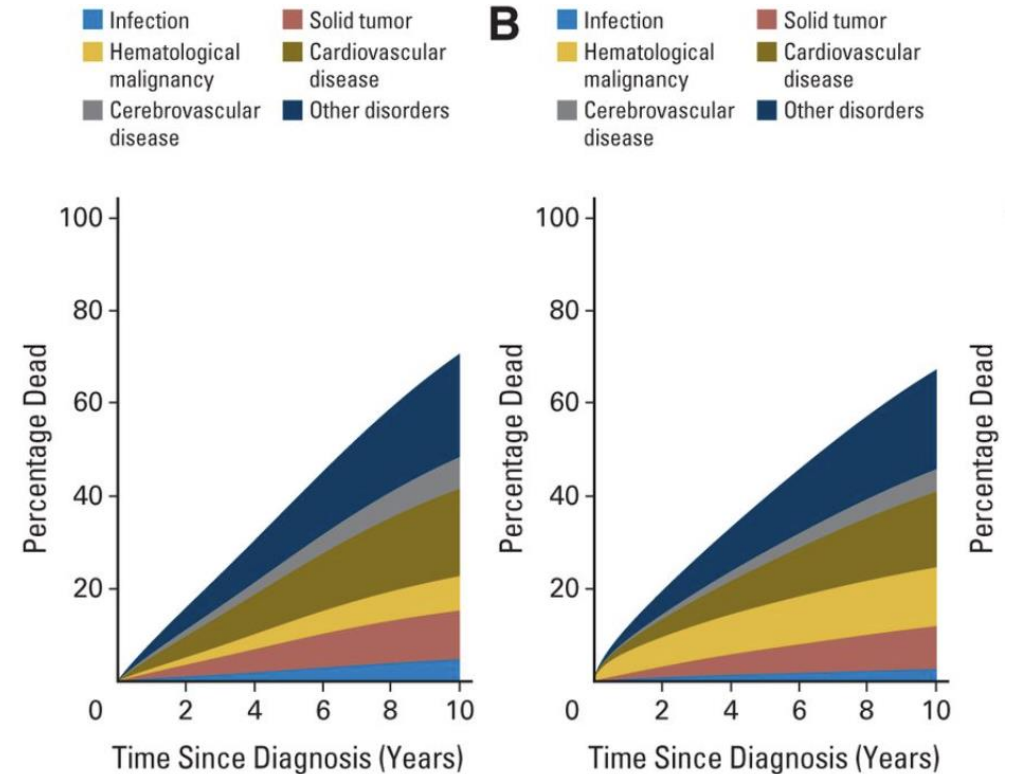 Infection
Solid tumor
Hematological
malignancy
Cardiovascular
disease
Cerebrovascular
disease
Other disorders
100
80
60
40
20
0
2
4
6
8
10
Percentage Dead
Time Since Diagnosis (Years)
B
Infection
Solid tumor
Hematological
malignancy
Cardiovascular
disease
Cerebrovascular
disease
Other disorders
100
80
60
40
20
0
2
4
6
8
10
Percentage Dead
Time Since Diagnosis (Years)
Percentage Dead